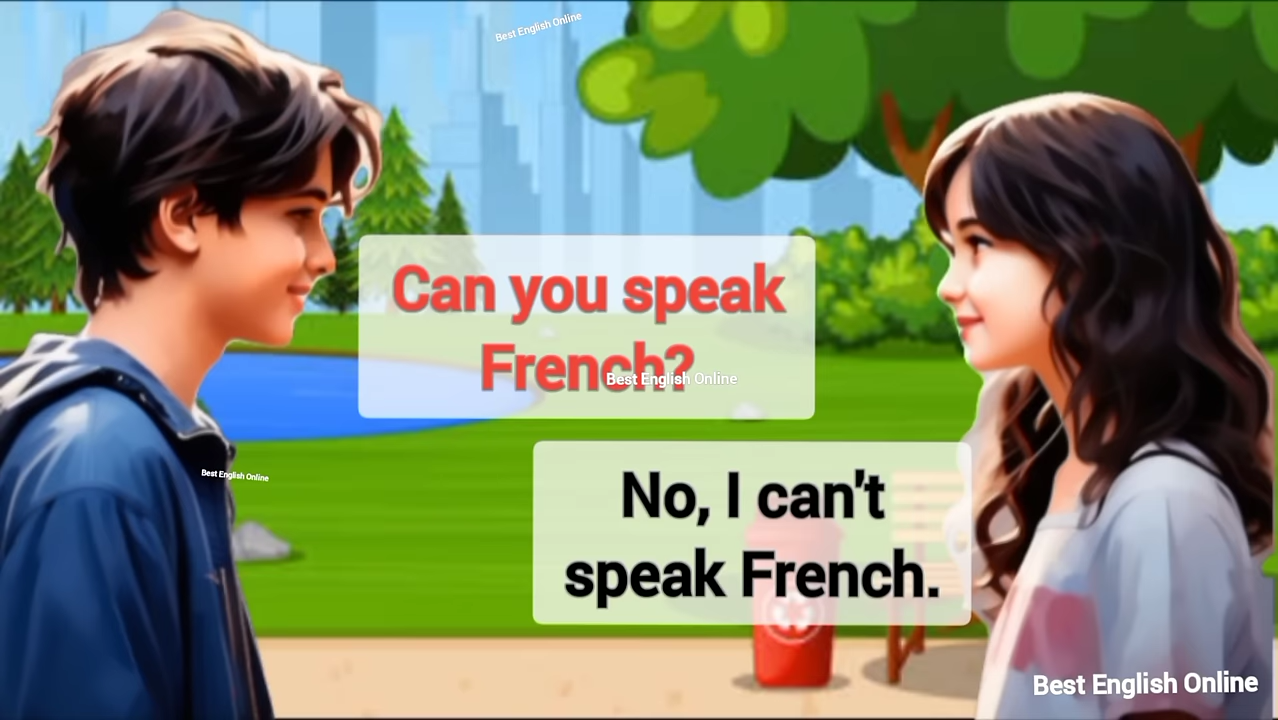 Best English Online
Can you speak
French?
Best English Online
Best English Online
No, I can't
speak French.
Best English Online